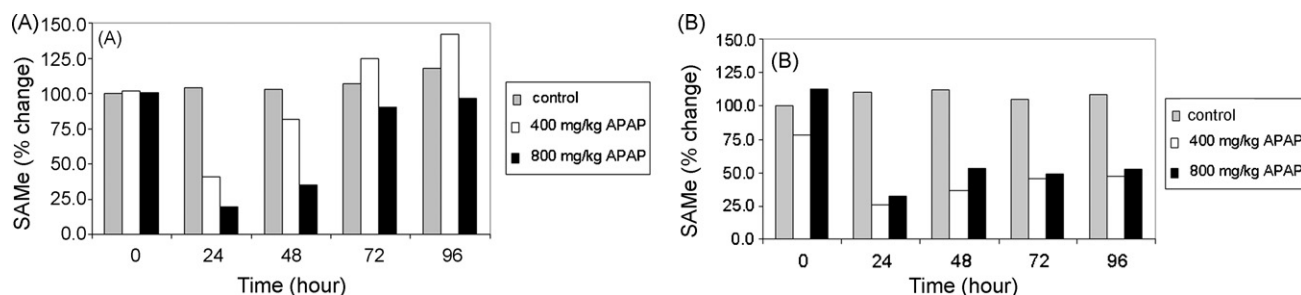 (A)
150.0
(A)
125.0
100.0
75.0
50.0
25.0
0.0
SAMe (% change)
0 24 48 72 96
Time (hour)
control
400 mg/kg APAP
800 mg/kg APAP
(B)
150.0
(B)
125.0
100.0
75.0
50.0
25.0
0.0
SAMe (% change)
0 24 48 72 96
Time (hour)
control
400 mg/kg APAP
800 mg/kg APAP